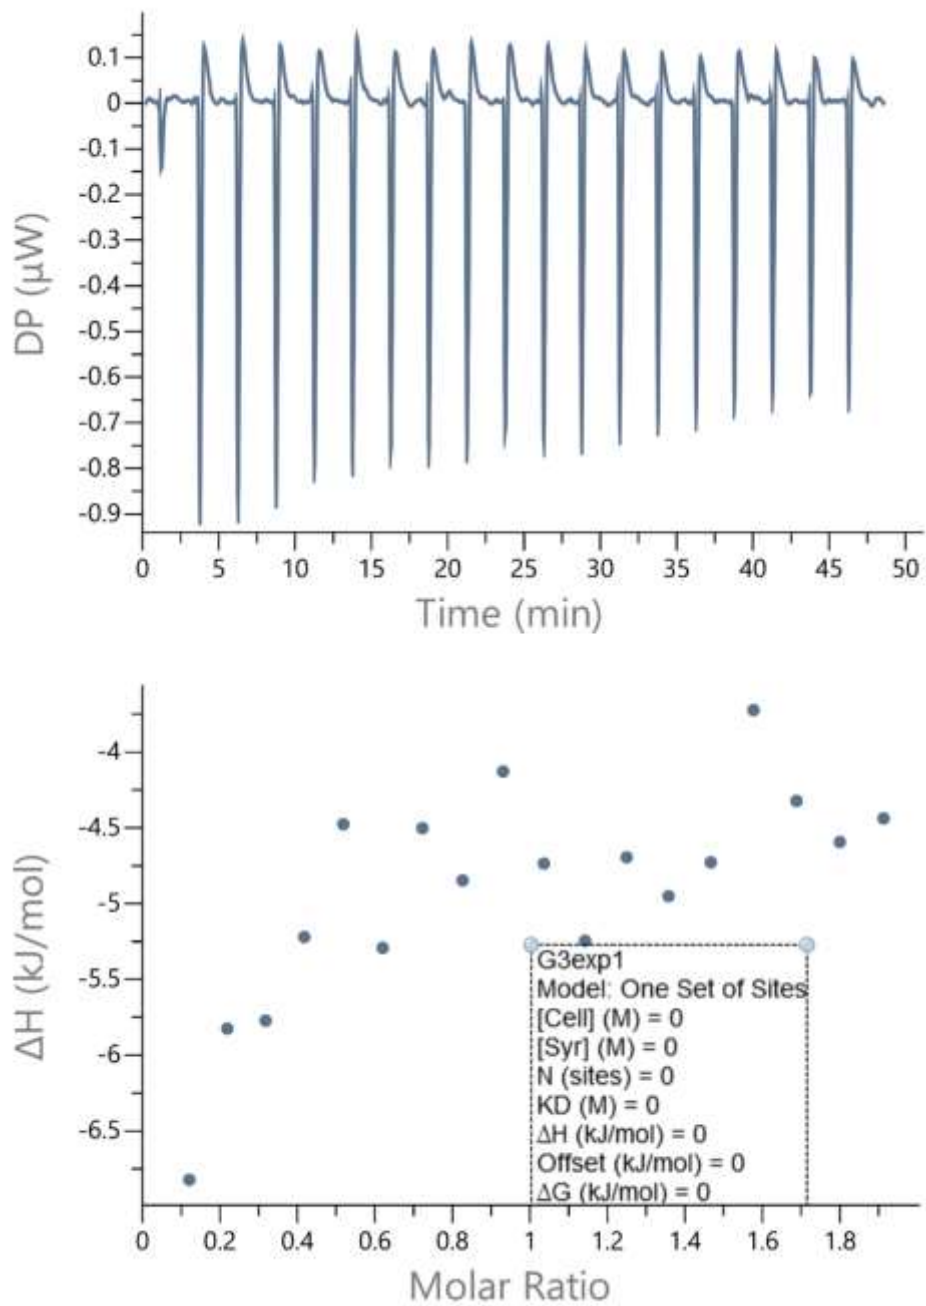 0.1
0
-0.1
-0.2
-0.3
-0.4
-0.5
-0.6
-0.7
-0.8
-0.9
DP (µW)
0 5 10 15 20 25 30 35 40 45 50
Time (min)
-4
-4.5
-5
-5.5
-6
-6.5
ΔH (kJ/mol)
G3exp1
Model: One Set of Sites
[Cell] (M) = 0
[Syr] (M) = 0
N (sites) = 0
KD (M) = 0
ΔH (kJ/mol) = 0
Offset (kJ/mol) = 0
ΔG (kJ/mol) = 0
0 0.2 0.4 0.6 0.8 1 1.2 1.4 1.6 1.8
Molar Ratio